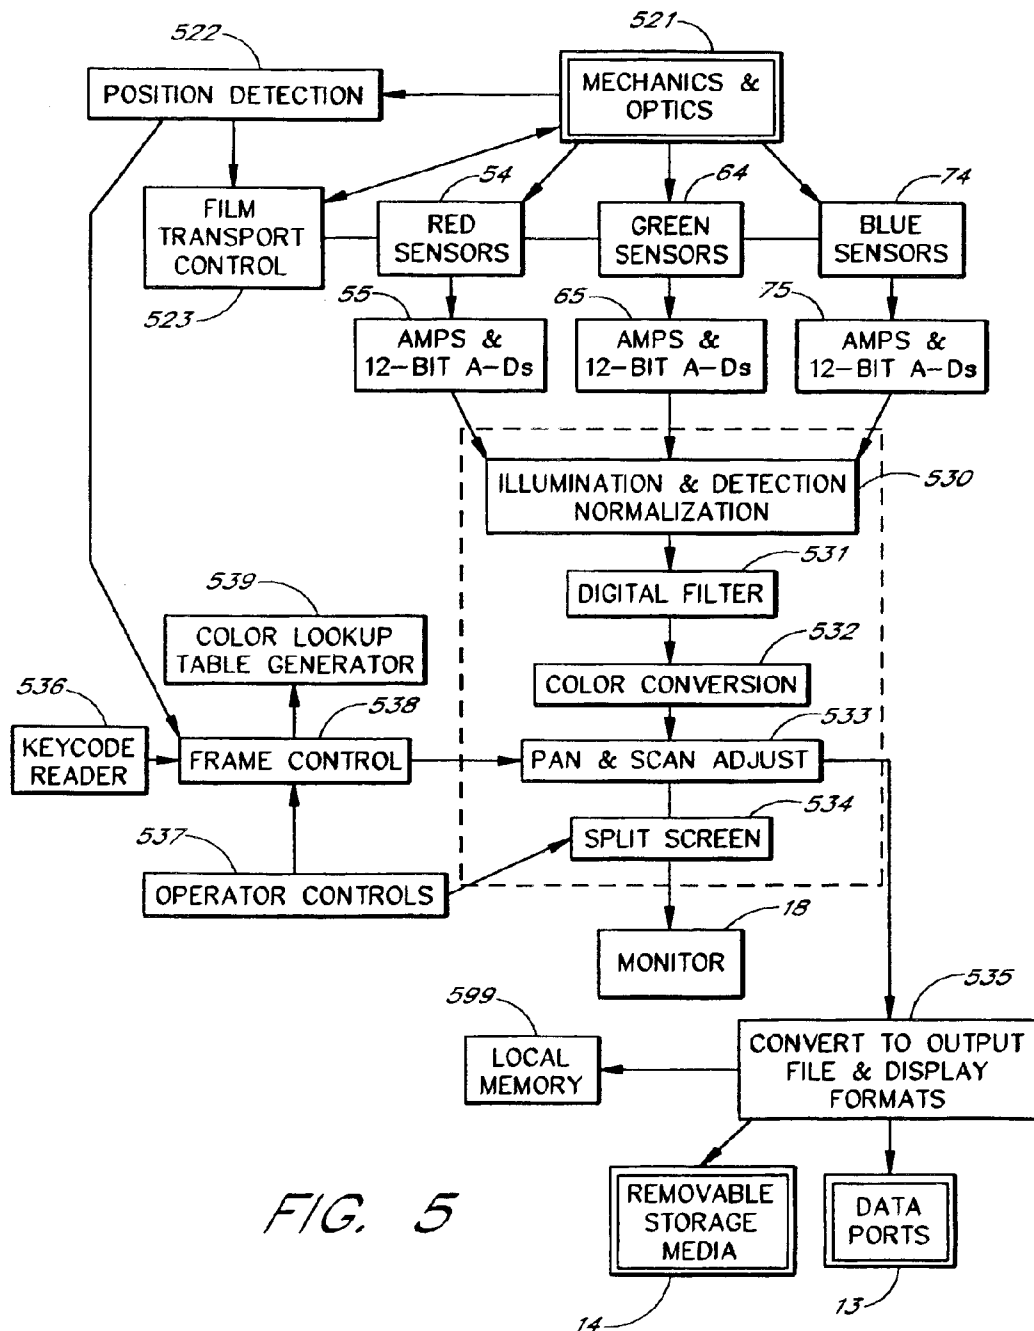 522
521
POSITION DETECTION
MECHANICS &
OPTICS
54
64
74
FILM
TRANSPORT
CONTROL
RED
SENSORS
GREEN
SENSORS
BLUE
SENSORS
523
55
65
75
AMPS &
12-BIT A-Ds
AMPS &
12-BIT A-Ds
AMPS &
12-BIT A-Ds
ILLUMINATION & DETECTION
NORMALIZATION
530
531
DIGITAL FILTER
539
COLOR LOOKUP
TABLE GENERATOR
532
COLOR CONVERSION
536
538
533
KEYCODE
READER
FRAME CONTROL
PAN & SCAN ADJUST
534
537
SPLIT SCREEN
OPERATOR CONTROLS
18
MONITOR
535
599
LOCAL
MEMORY
CONVERT TO OUTPUT
FILE & DISPLAY
FORMATS
REMOVABLE
STORAGE
MEDIA
DATA
PORTS
FIG. 5
14
13